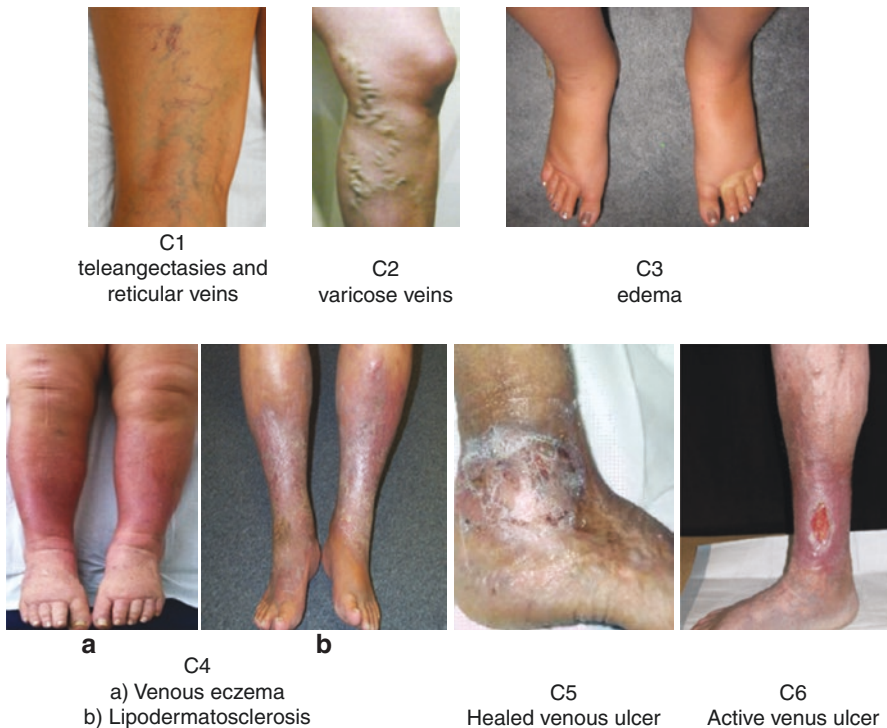 C1
teleangectasies and
reticular veins
C2
varicose veins
C3
edema
a
b
C4
a) Venous eczema
b) Lipodermatosclerosis
C5
Healed venous ulcer
C6
Active venus ulcer